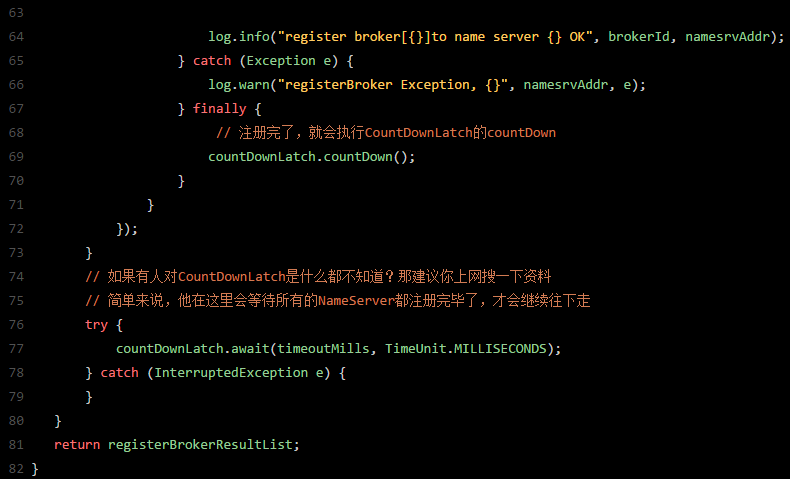 63
64 log.info("register broker[{}]to name server {} OK", brokerId, namesrvAddr);
65 } catch (Exception e) {
66 log.warn("registerBroker Exception, {}", namesrvAddr, e);
67 } finally {
68 // 注册完了，就会执行CountDownLatch的countDown
69 countDownLatch.countDown();
70 }
71 }
72 });
73 }
74 // 如果有人对CountDownLatch是什么都不知道？那建议你上网搜一下资料
75 // 简单来说，他在这里会等待所有的NameServer都注册完毕了，才会继续往下走
76 try {
77 countDownLatch.await(timeoutMills, TimeUnit.MILLISECONDS);
78 } catch (InterruptedException e) {
79 }
80 }
81 return registerBrokerResultList;
82 }